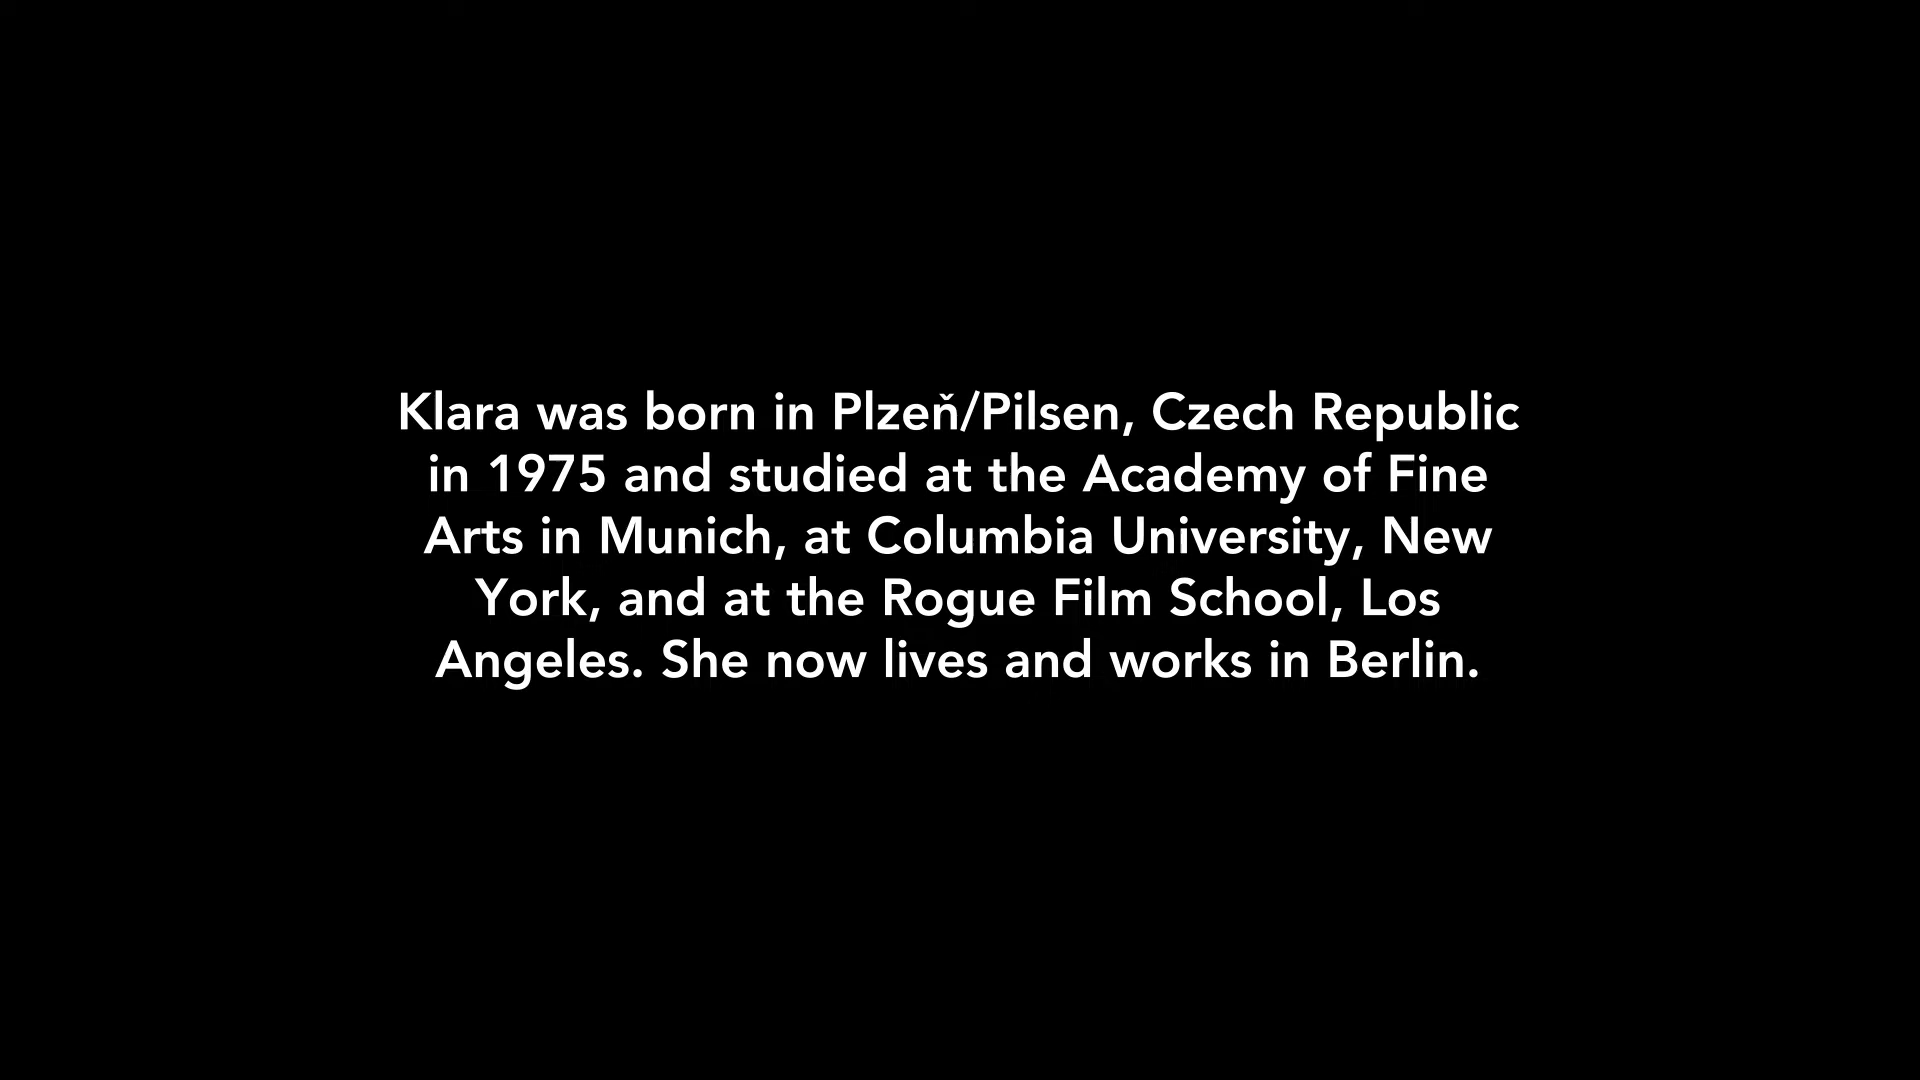 Klara was born in Plzeň/Pilsen, Czech Republic
in 1975 and studied at the Academy of Fine
Arts in Munich, at Columbia University, New
York, and at the Rogue Film School, Los
Angeles. She now lives and works in Berlin.